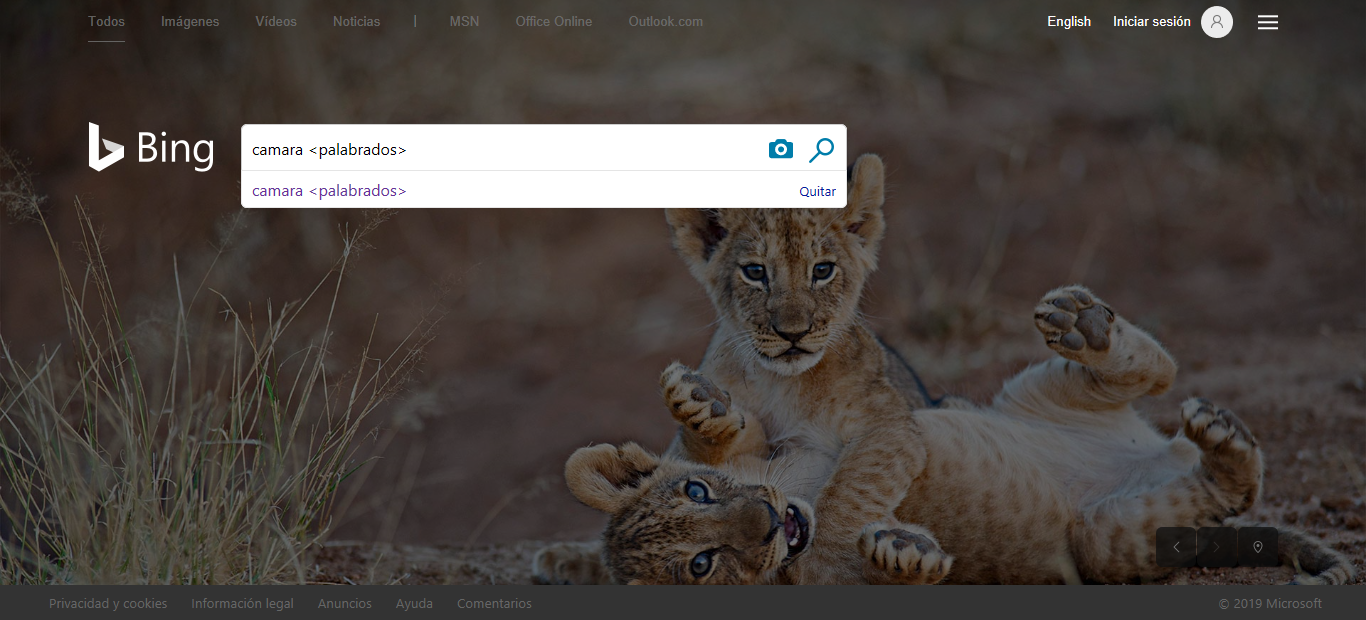 Todos Imágenes Vídeos Noticias | MSN Office Online Outlook.com English Iniciar sesión
Bing camara <palabrados>
camara <palabrados> Quitar
Privacidad y cookies Información legal Anuncios Ayuda Comentarios © 2019 Microsoft